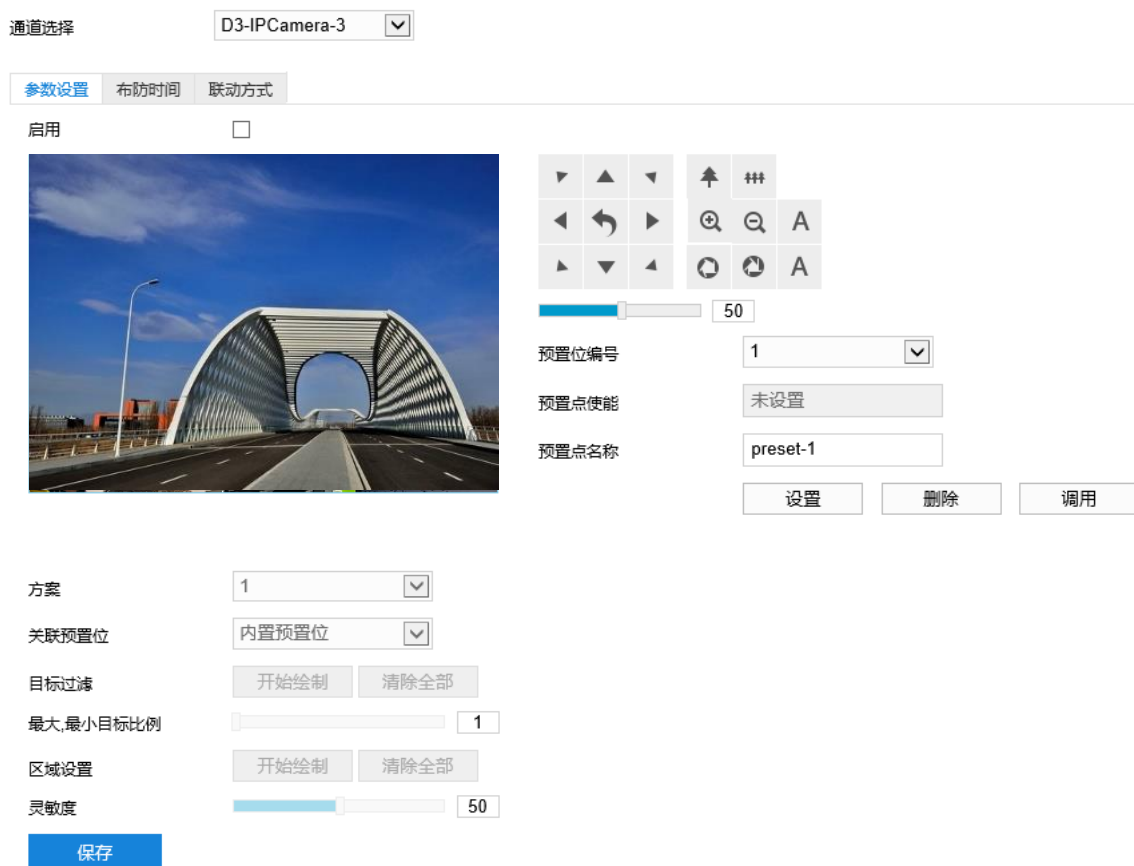 通道选择 D3-IPCamera-3
参数设置 布防时间 联动方式
启用
A
A
50
预置位编号 1
预置点使能 未设置
预置点名称 preset-1
设置 删除 调用
方案 1
关联预置位 内置预置位
目标过滤 开始绘制 清除全部
最大,最小目标比例 1
区域设置 开始绘制 清除全部
灵敏度 50
保存